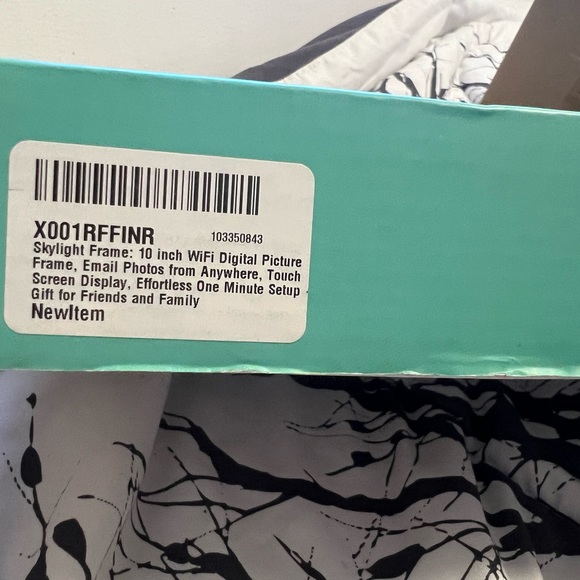 X001RFFINR 103350843
Skylight Frame: 10 inch WiFi Digital Picture
Frame, Email Photos from Anywhere, Touch
Screen Display, Effortless One Minute Setup
Gift for Friends and Family
NewItem